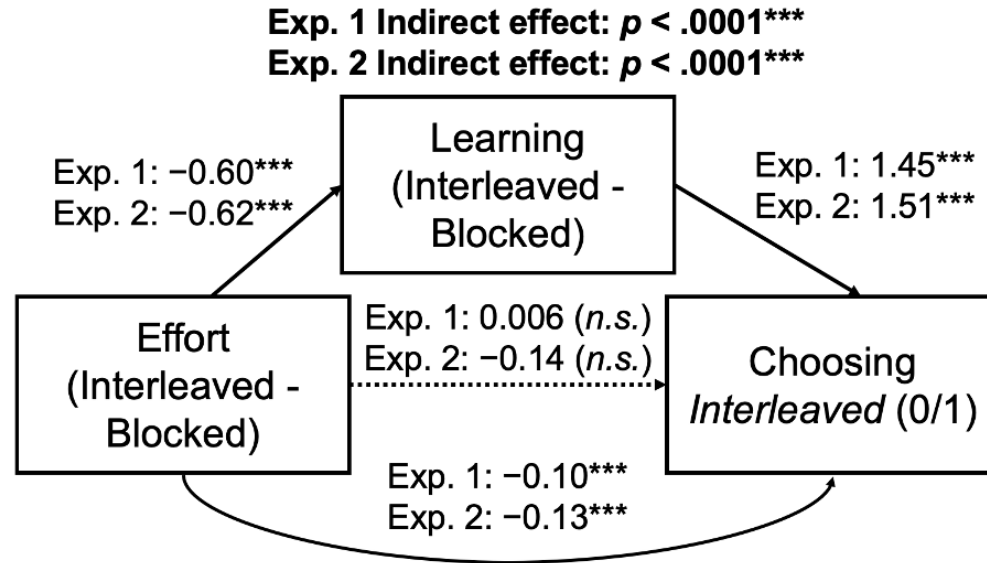 Exp. 1 Indirect effect: p < .0001***
Exp. 2 Indirect effect: p < .0001***
Learning
(Interleaved -
Blocked)
Exp. 1: −0.60***
Exp. 2: −0.62***
Exp. 1: 1.45***
Exp. 2: 1.51***
Effort
(Interleaved -
Blocked)
Exp. 1: 0.006 (n.s.)
Exp. 2: −0.14 (n.s.)
Choosing
Interleaved (0/1)
Exp. 1: −0.10***
Exp. 2: −0.13***